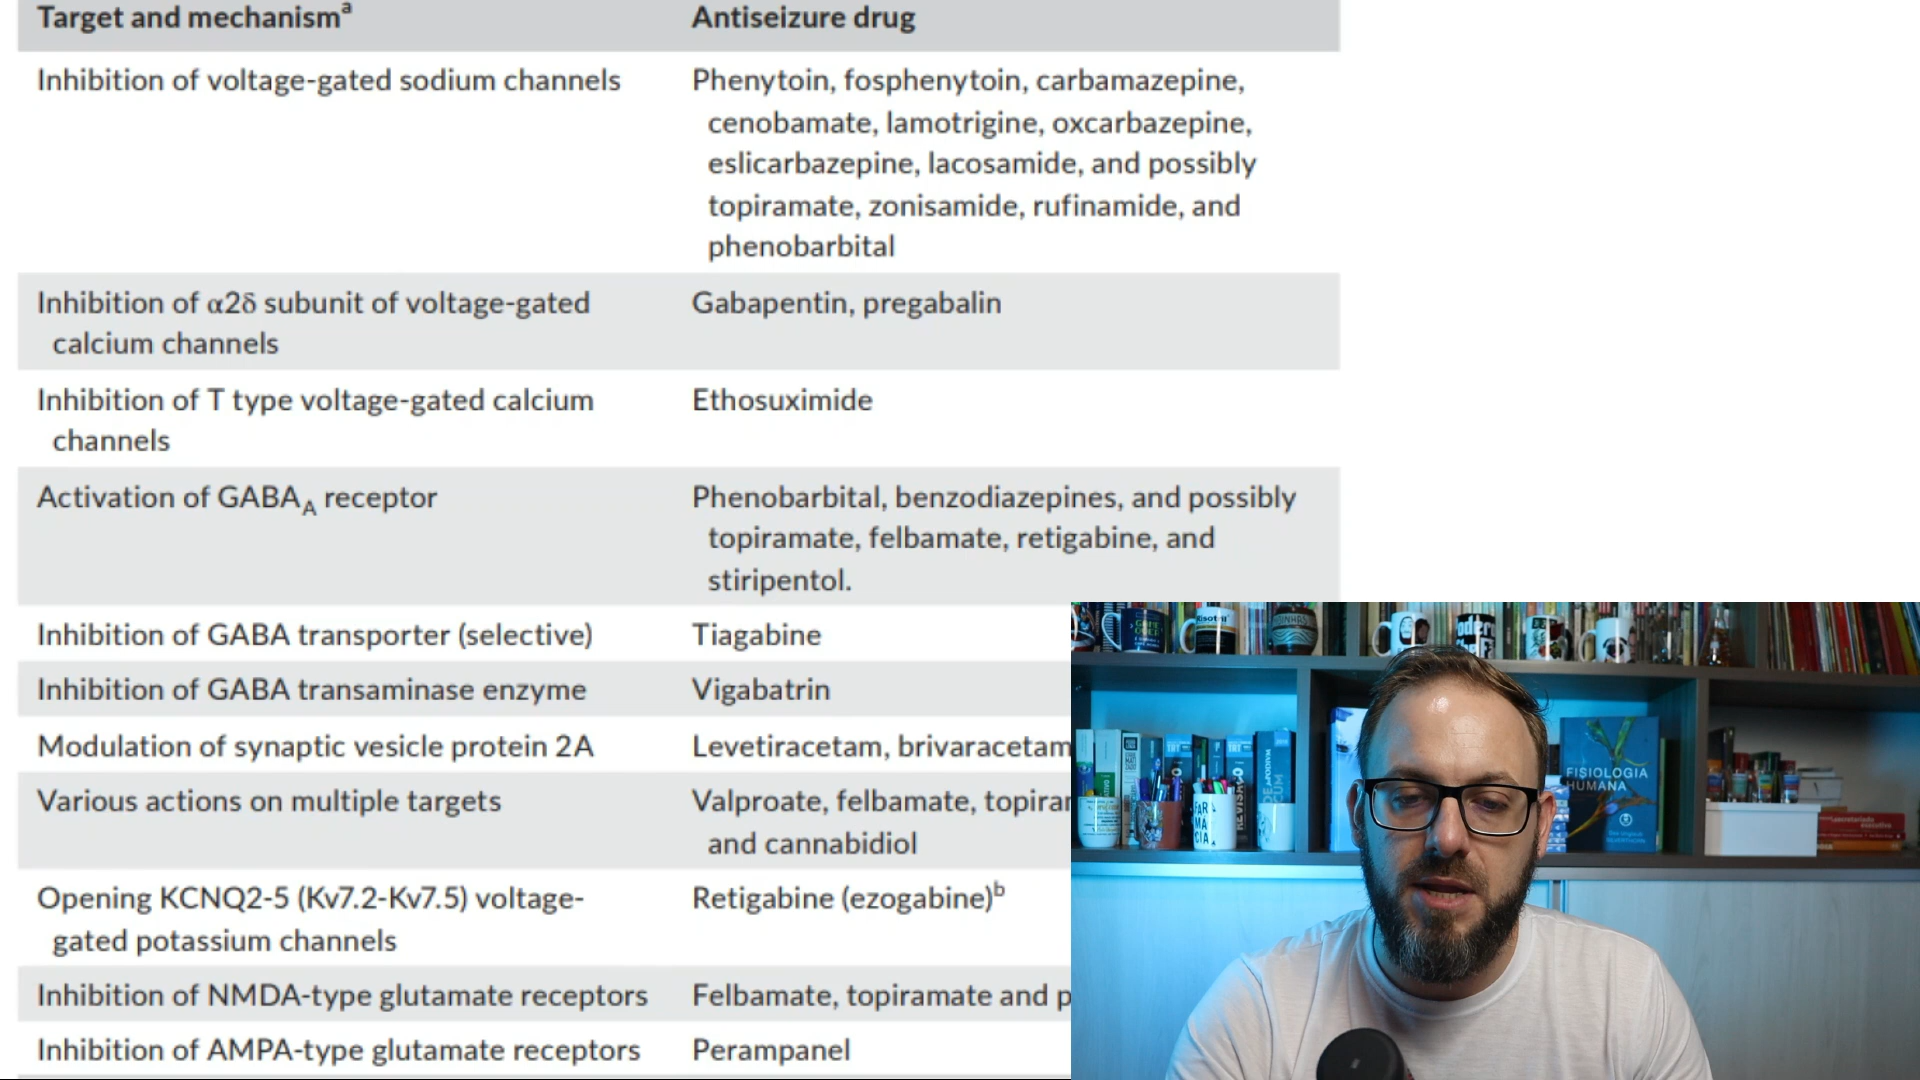 Target and mechanismᵃ
Antiseizure drug
Inhibition of voltage-gated sodium channels
Phenytoin, fosphenytoin, carbamazepine,
cenobamate, lamotrigine, oxcarbazepine,
eslicarbazepine, lacosamide, and possibly
topiramate, zonisamide, rufinamide, and
phenobarbital
Inhibition of α2δ subunit of voltage-gated
calcium channels
Gabapentin, pregabalin
Inhibition of T type voltage-gated calcium
channels
Ethosuximide
Activation of GABA_A receptor
Phenobarbital, benzodiazepines, and possibly
topiramate, felbamate, retigabine, and
stiripentol.
Inhibition of GABA transporter (selective)
Tiagabine
Inhibition of GABA transaminase enzyme
Vigabatrin
Modulation of synaptic vesicle protein 2A
Levetiracetam, brivaracetam
Various actions on multiple targets
Valproate, felbamate,
and cannabidiol
Opening KCNQ2-5 (Kv7.2-Kv7.5) voltage-
gated potassium channels
Retigabine (ezogabine)ᵇ
Inhibition of NMDA-type glutamate receptors
Felbamate, topiramate and
Inhibition of AMPA-type glutamate receptors
Perampanel
FISIOLOGIA
HUMANA
FAR
MÁ
CIA